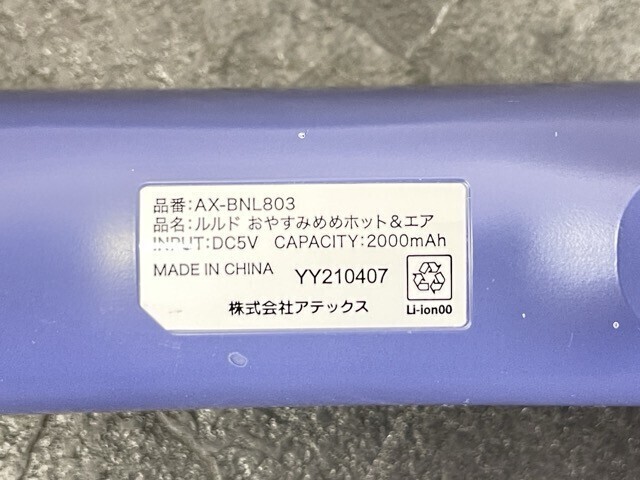 品番:AX-BNL803
品名:ルルド おやすみめめホット&エア
INPUT:DC5V CAPACITY:2000mAh
MADE IN CHINA YY210407
株式会社アテックス
Li-ion00